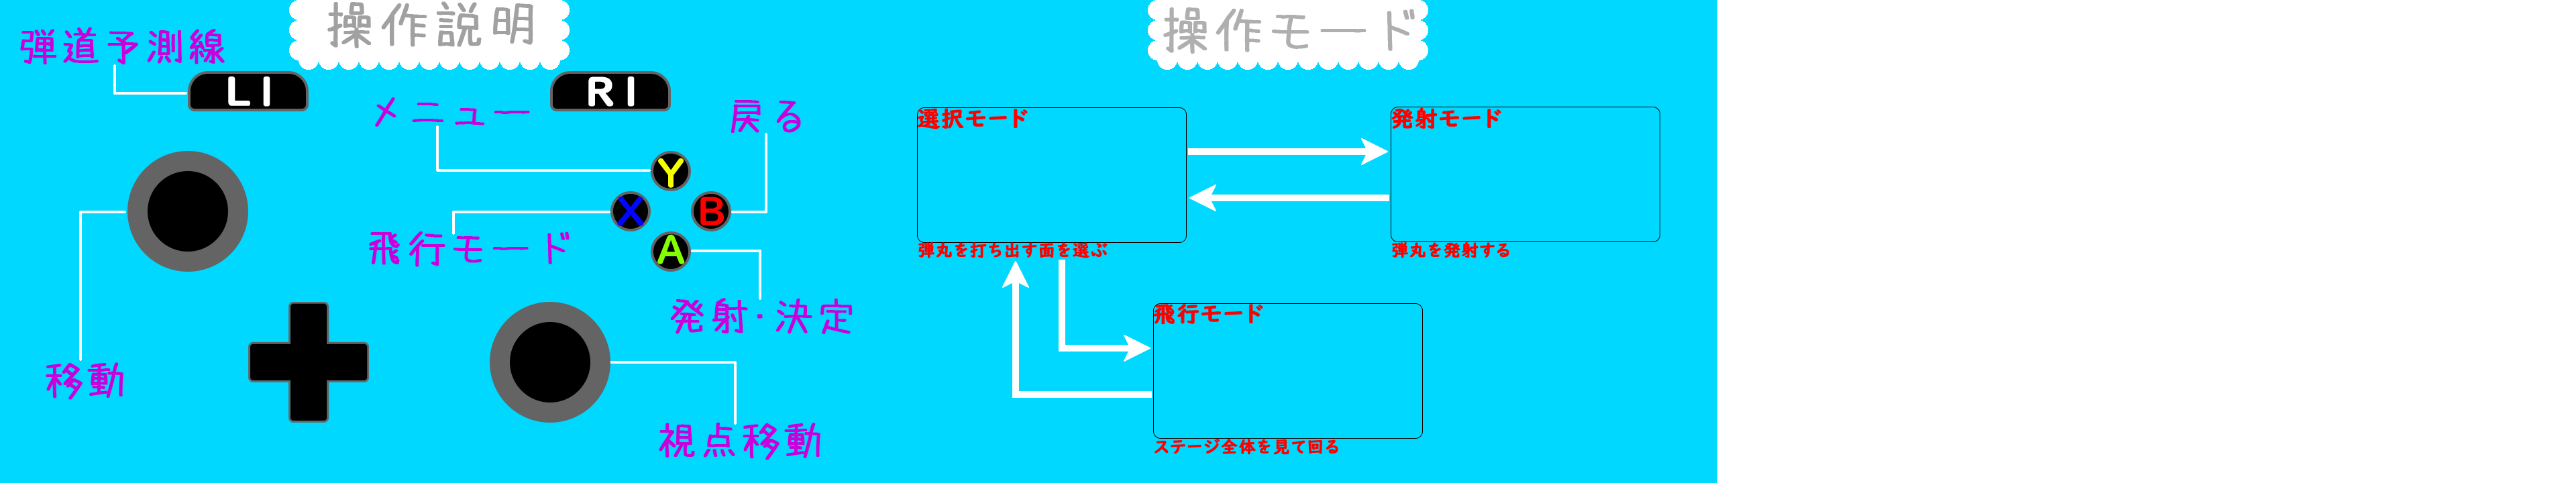 操作説明
弾道予測線
L1
R1
メニュー
戻る
Y
X
B
A
飛行モード
発射・決定
移動
視点移動
操作モード
選択モード
弾丸を打ち出す面を選ぶ
発射モード
弾丸を発射する
飛行モード
ステージ全体を見て回る